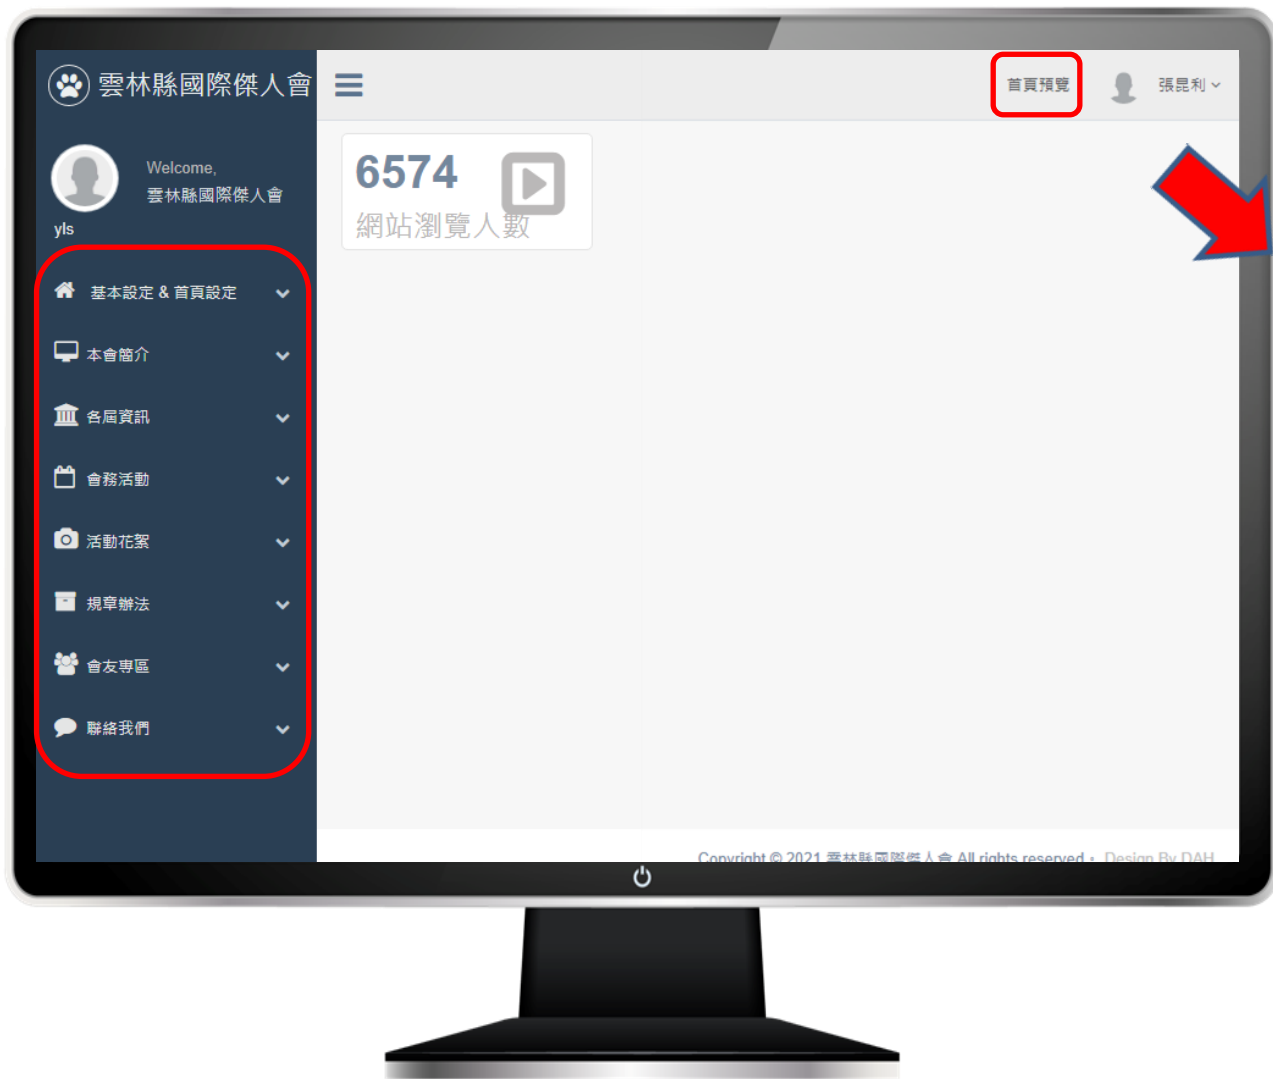 雲林縣國際傑人會
首頁預覽
張昆利
Welcome,
雲林縣國際傑人會
yls
基本設定 & 首頁設定
本會簡介
各屆資訊
會務活動
活動花絮
規章辦法
會友專區
聯絡我們
6574
網站瀏覽人數
Copyright © 2021 雲林縣國際傑人會 All rights reserved · Design By DAH